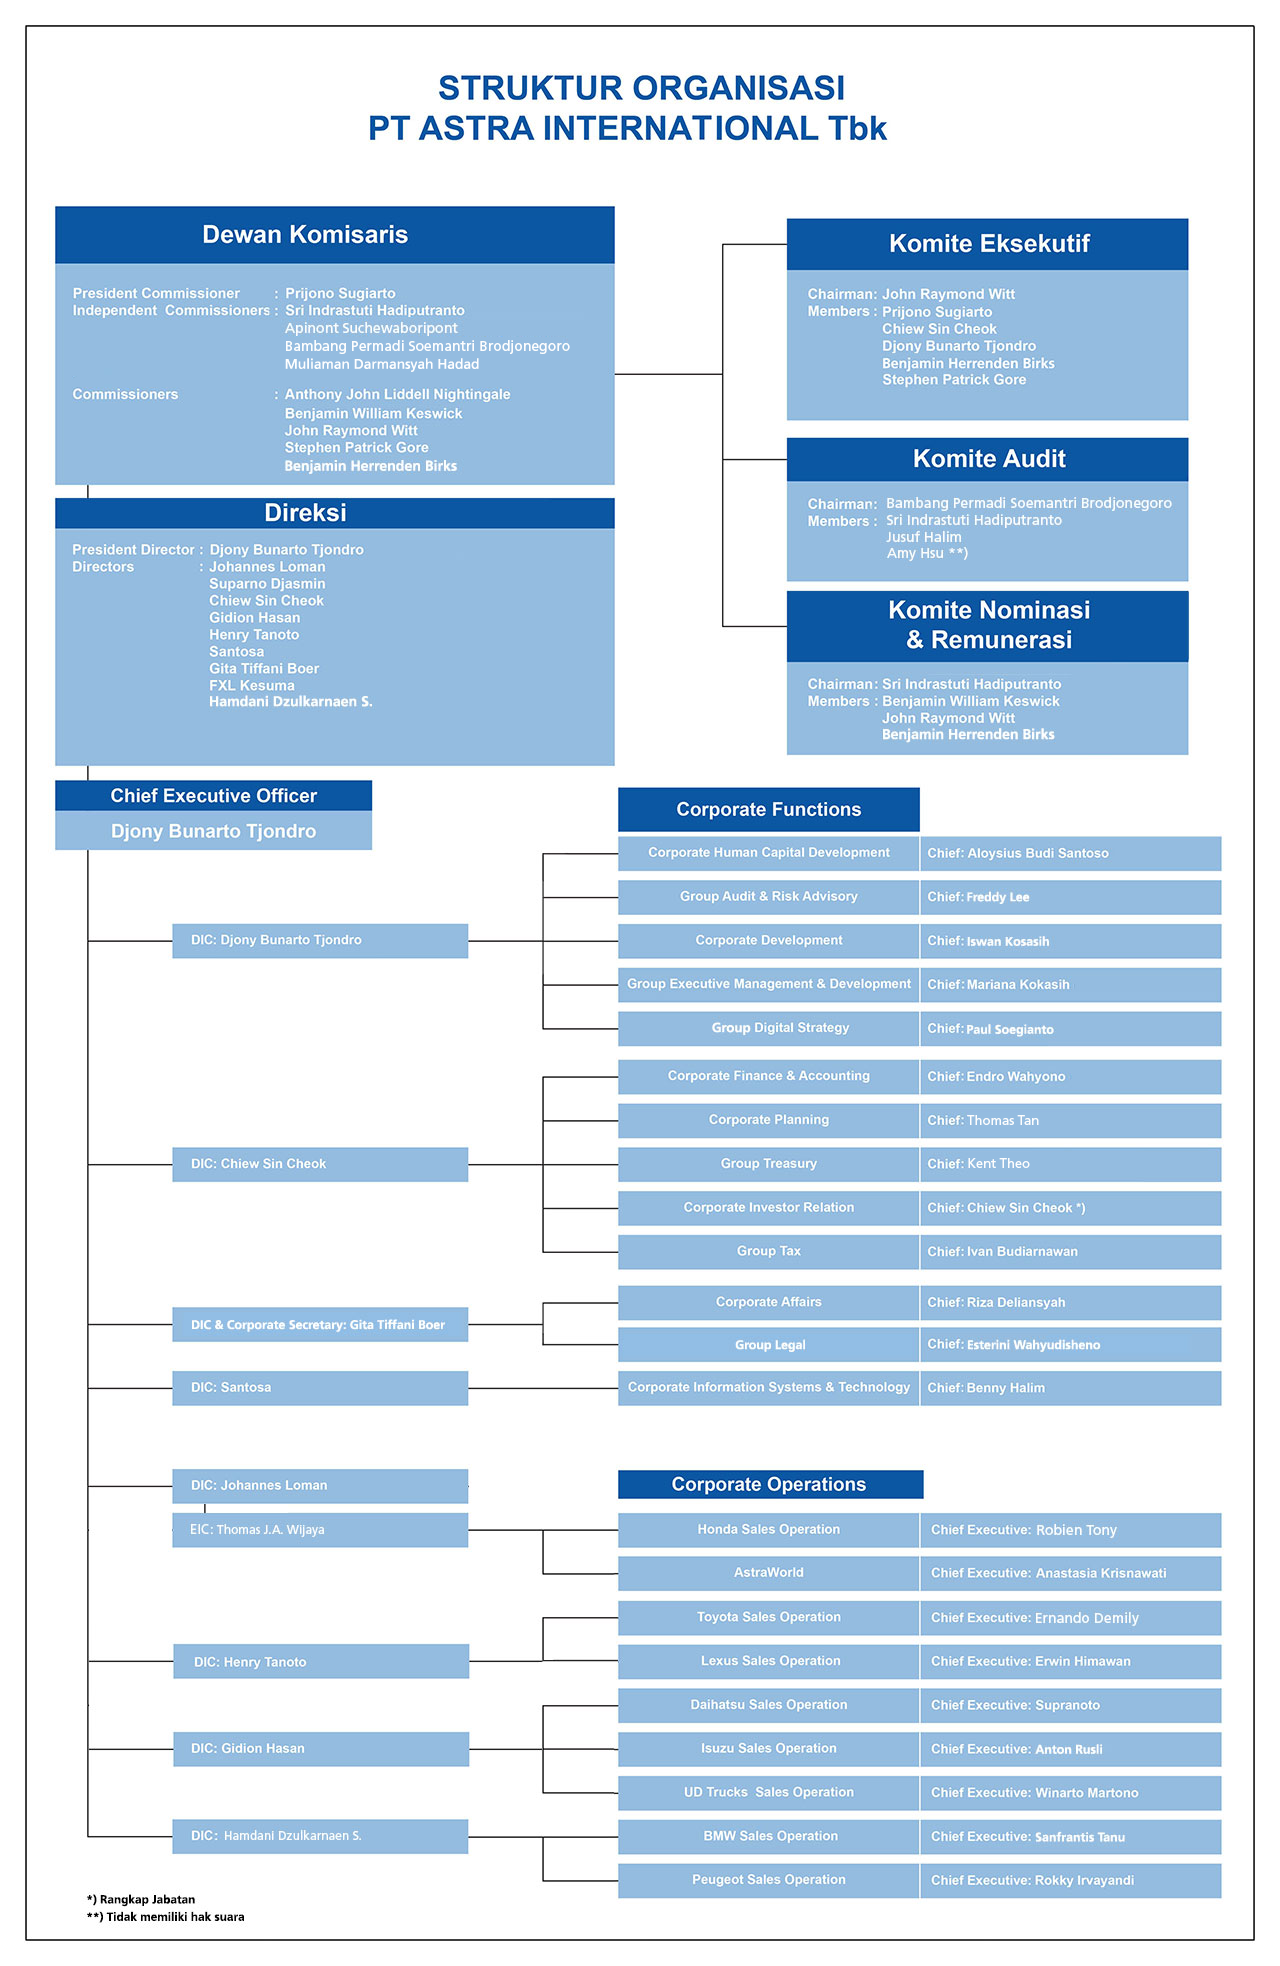 STRUKTUR ORGANISASI
PT ASTRA INTERNATIONAL Tbk
Dewan Komisaris
President Commissioner : Prijono Sugiarto
Independent Commissioners : Sri Indrastuti Hadiputranto
Apinont Suchewaboripont
Bambang Permadi Soemantri Brodjonegoro
Muliaman Darmansyah Hadad
Commissioners : Anthony John Liddell Nightingale
Benjamin William Keswick
John Raymond Witt
Stephen Patrick Gore
Benjamin Herrenden Birks
Komite Eksekutif
Chairman: John Raymond Witt
Members : Prijono Sugiarto
Chiew Sin Cheok
Djony Bunarto Tjondro
Benjamin Herrenden Birks
Stephen Patrick Gore
Komite Audit
Chairman: Bambang Permadi Soemantri Brodjonegoro
Members : Sri Indrastuti Hadiputranto
Jusuf Halim
Amy Hsu **)
Direksi
President Director : Djony Bunarto Tjondro
Directors : Johannes Loman
Suparno Djasmin
Chiew Sin Cheok
Gidion Hasan
Henry Tanoto
Santosa
Gita Tiffani Boer
FXL Kesuma
Hamdani Dzulkarnaen S.
Komite Nominasi
& Remunerasi
Chairman: Sri Indrastuti Hadiputranto
Members : Benjamin William Keswick
John Raymond Witt
Benjamin Herrenden Birks
Chief Executive Officer
Djony Bunarto Tjondro
Corporate Functions
DIC: Djony Bunarto Tjondro
Corporate Human Capital Development Chief: Aloysius Budi Santoso
Group Audit & Risk Advisory Chief: Freddy Lee
Corporate Development Chief: Iswan Kosasih
Group Executive Management & Development Chief: Mariana Kokasih
Group Digital Strategy Chief: Paul Soegianto
DIC: Chiew Sin Cheok
Corporate Finance & Accounting Chief: Endro Wahyono
Corporate Planning Chief: Thomas Tan
Group Treasury Chief: Kent Theo
Corporate Investor Relation Chief: Chiew Sin Cheok *)
Group Tax Chief: Ivan Budiarnawan
DIC & Corporate Secretary: Gita Tiffani Boer
Corporate Affairs Chief: Riza Deliansyah
Group Legal Chief: Esterini Wahyudisheno
DIC: Santosa
Corporate Information Systems & Technology Chief: Benny Halim
Corporate Operations
DIC: Johannes Loman
EIC: Thomas J.A. Wijaya
Honda Sales Operation Chief Executive: Robien Tony
AstraWorld Chief Executive: Anastasia Krisnawati
DIC: Henry Tanoto
Toyota Sales Operation Chief Executive: Ernando Demily
Lexus Sales Operation Chief Executive: Erwin Himawan
DIC: Gidion Hasan
Daihatsu Sales Operation Chief Executive: Supranoto
Isuzu Sales Operation Chief Executive: Anton Rusli
UD Trucks Sales Operation Chief Executive: Winarto Martono
DIC: Hamdani Dzulkarnaen S.
BMW Sales Operation Chief Executive: Sanfrantis Tanu
Peugeot Sales Operation Chief Executive: Rokky Irvayandi
*) Rangkap Jabatan
**) Tidak memiliki hak suara